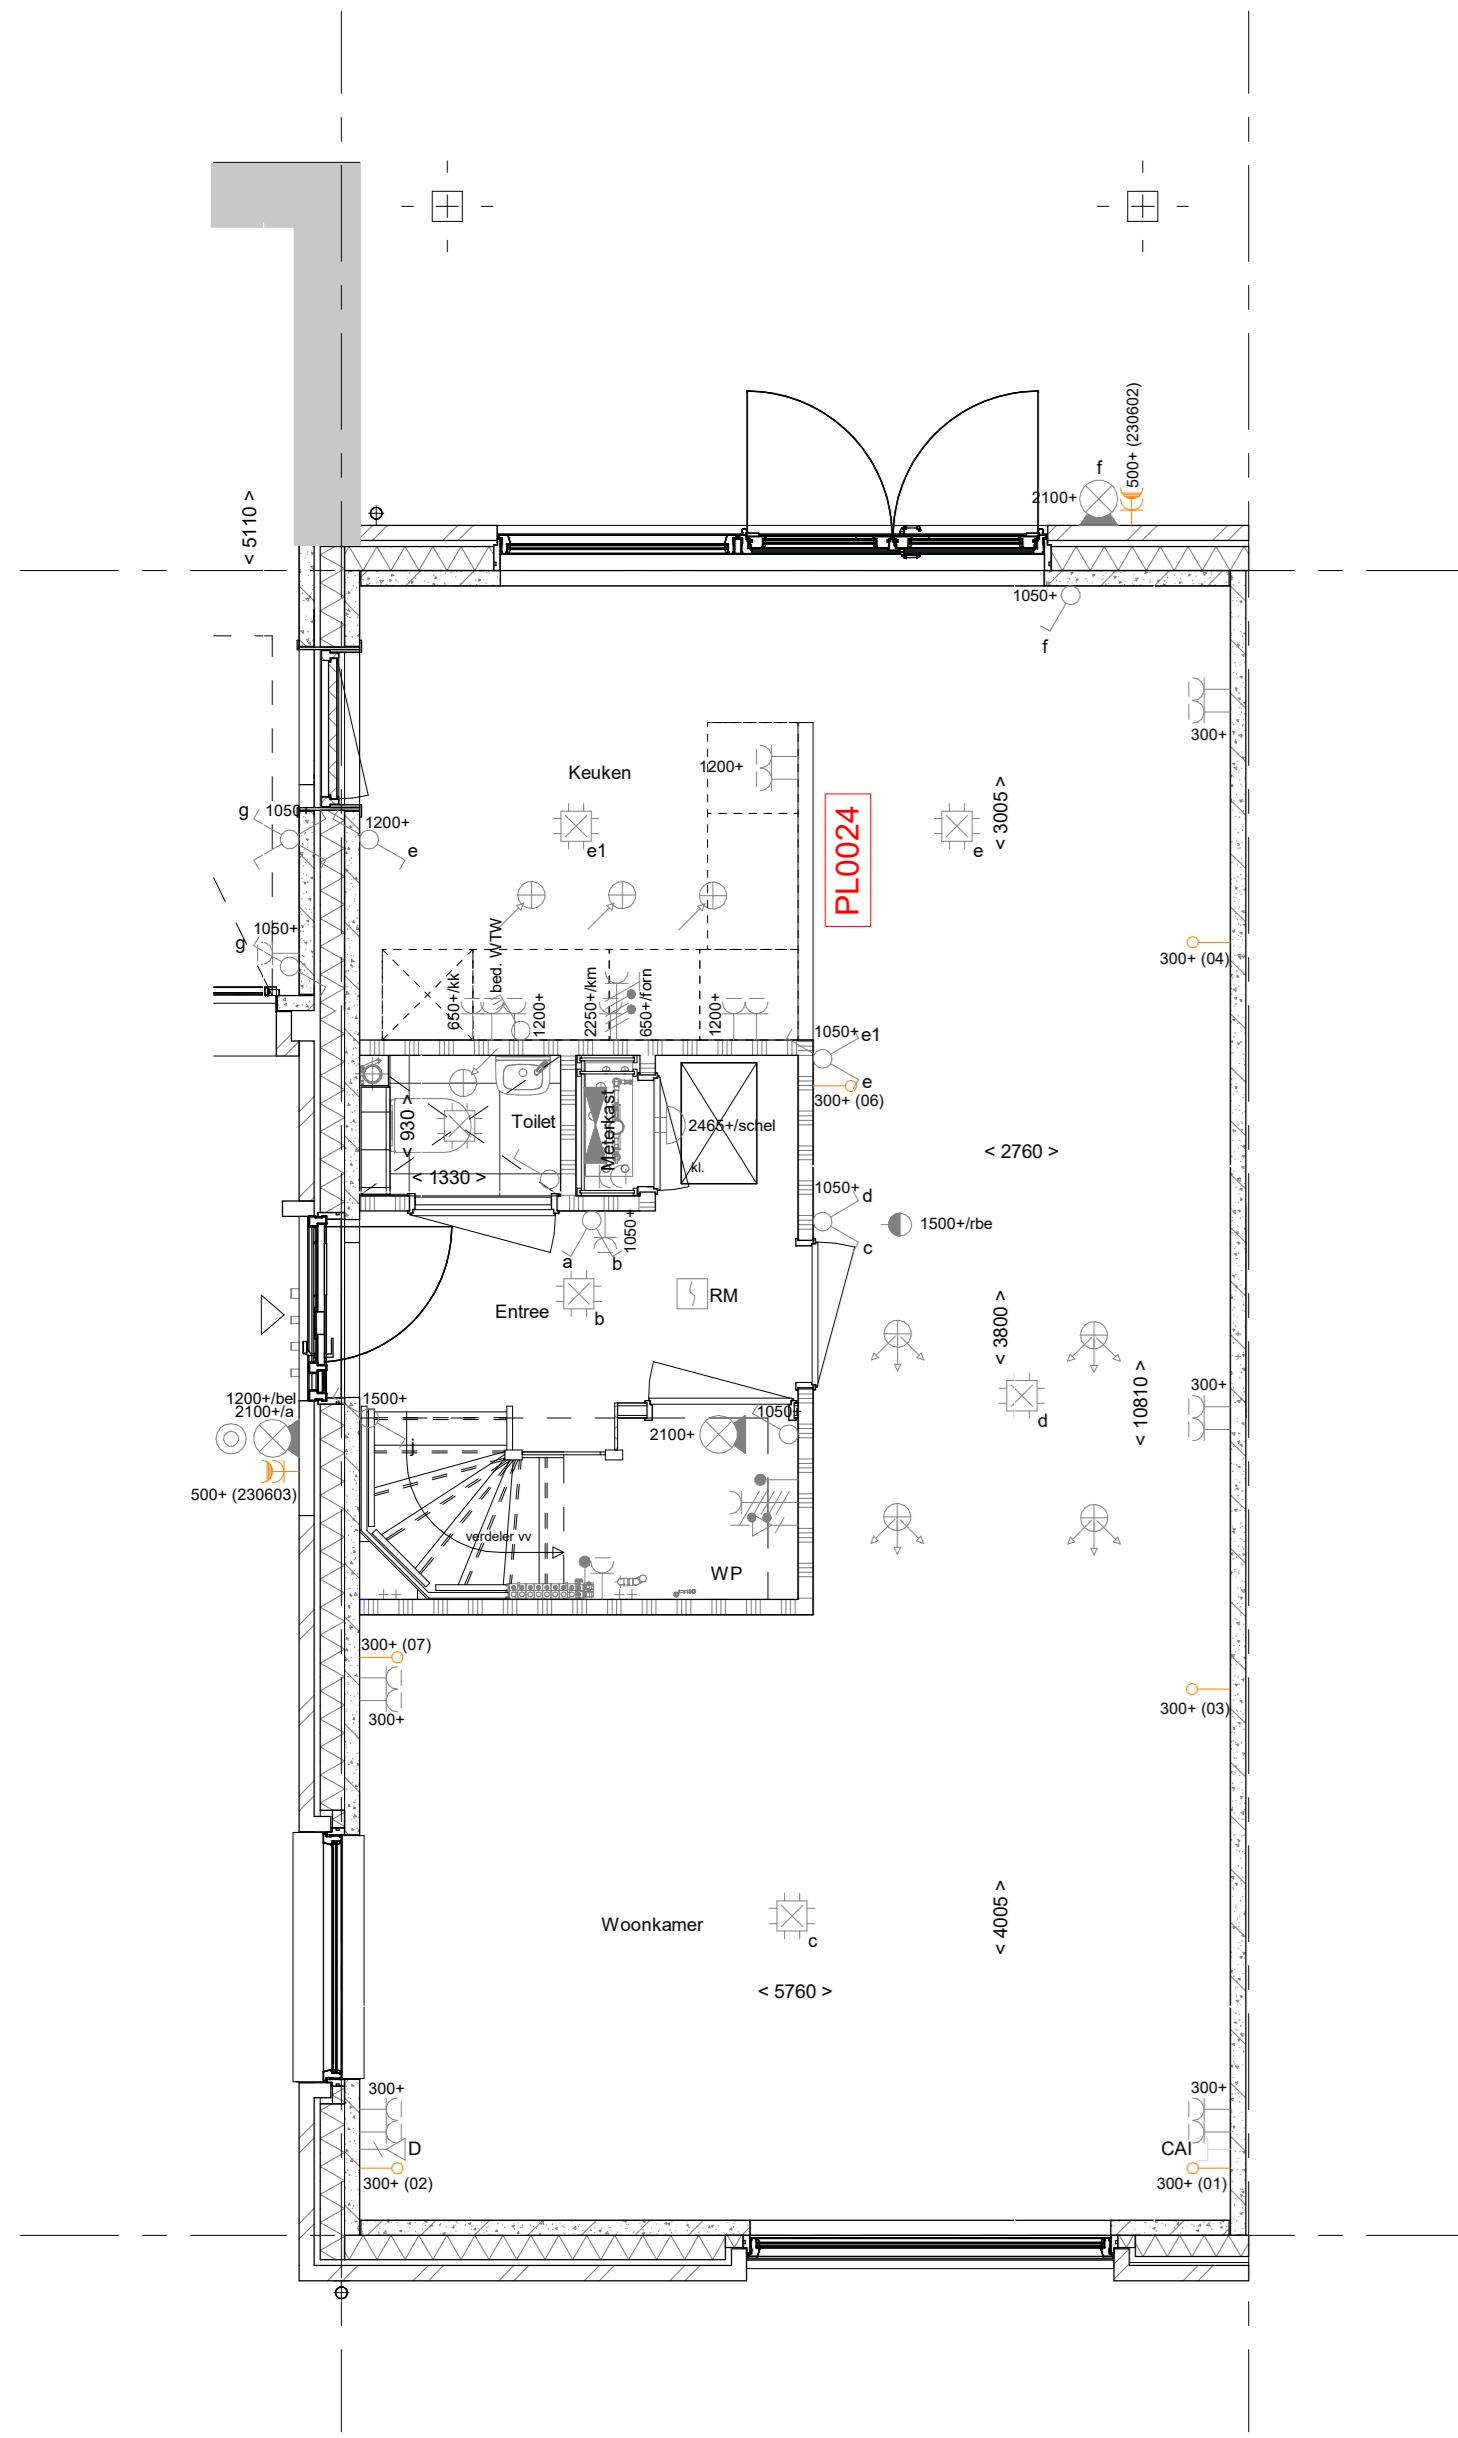 500+ (230602)
f
2100+
< 5110 >
1050+
f
300+
Keuken
1200+
e1
e
< 3005 >
PL0024
g
1050
1200+
e
g
1050+
300+ (04)
650+/kk
bed. WTW
1200+
2250+/km
650+/forn
1200+
1050+
e1
e
300+ (06)
< 930 >
Toilet
< 1330 >
Meterkast
2465+/schel
kl.
< 2760 >
1050+
d
c
1500+/rbe
a
b
1050+
Entree
b
RM
< 3800 >
< 10810 >
300+
d
1200+/bel
2100+/a
1500+
j
500+ (230603)
2100+
1050+
verdeler vv
WP
300+ (07)
300+
300+ (03)
Woonkamer
c
< 4005 >
< 5760 >
300+
D
300+ (02)
300+
CAI
300+ (01)